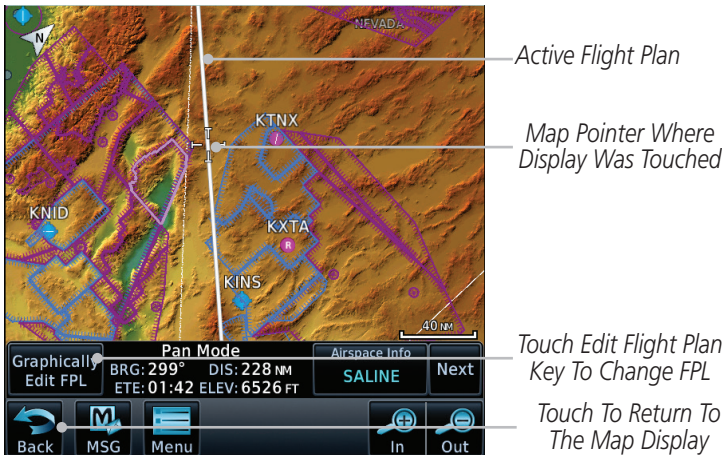 N
NEVADA
Active Flight Plan
KTNX
Map Pointer Where
Display Was Touched
KNID
KXTA
R
KINS
40 NM
Graphically
Edit FPL
Pan Mode
BRG: 299° DIS: 228 NM
ETE: 01:42 ELEV: 6526 FT
Airspace Info
SALINE
Next
Touch Edit Flight Plan
Key To Change FPL
Back
M
MSG
Menu
In
Out
Touch To Return To
The Map Display